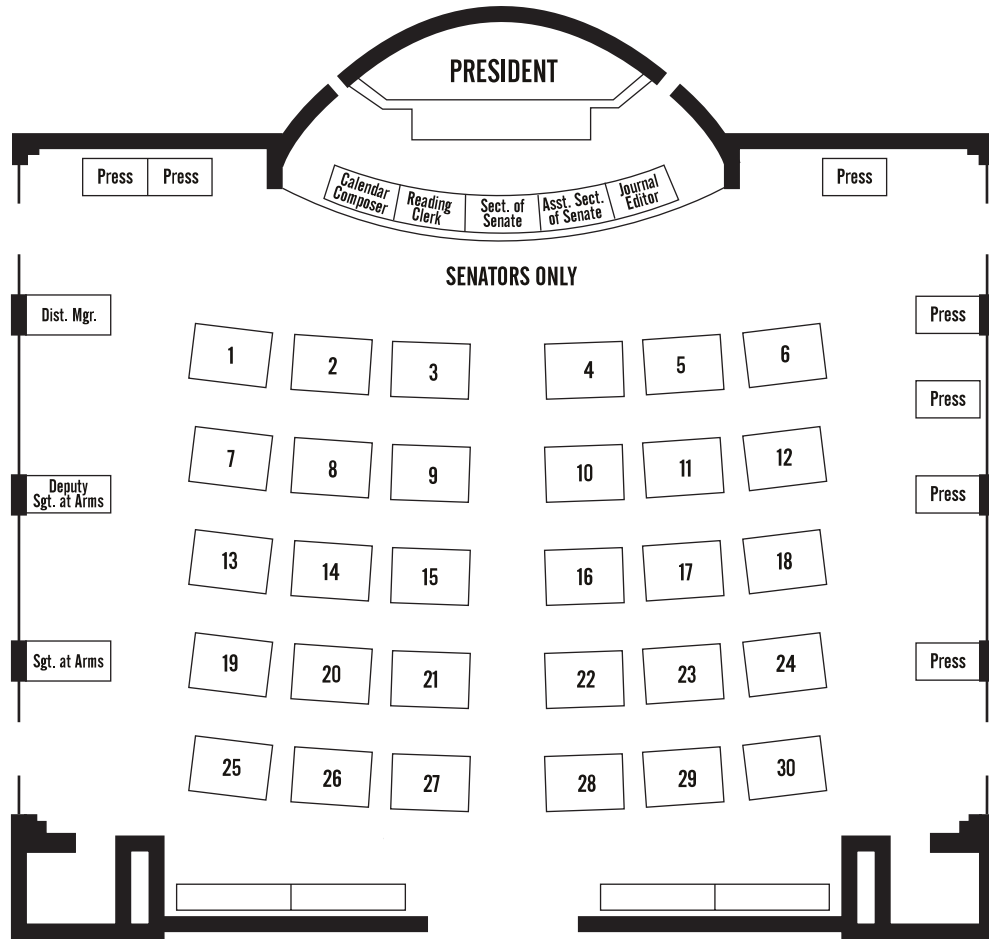 PRESIDENT
Press
Press
Press
Calendar
Composer
Reading
Clerk
Sect. of
Senate
Asst. Sect.
of Senate
Journal
Editor
SENATORS ONLY
Dist. Mgr.
Press
1
2
3
4
5
6
Press
7
8
9
10
11
12
Deputy
Sgt. at Arms
Press
13
14
15
16
17
18
Sgt. at Arms
Press
19
20
21
22
23
24
25
26
27
28
29
30